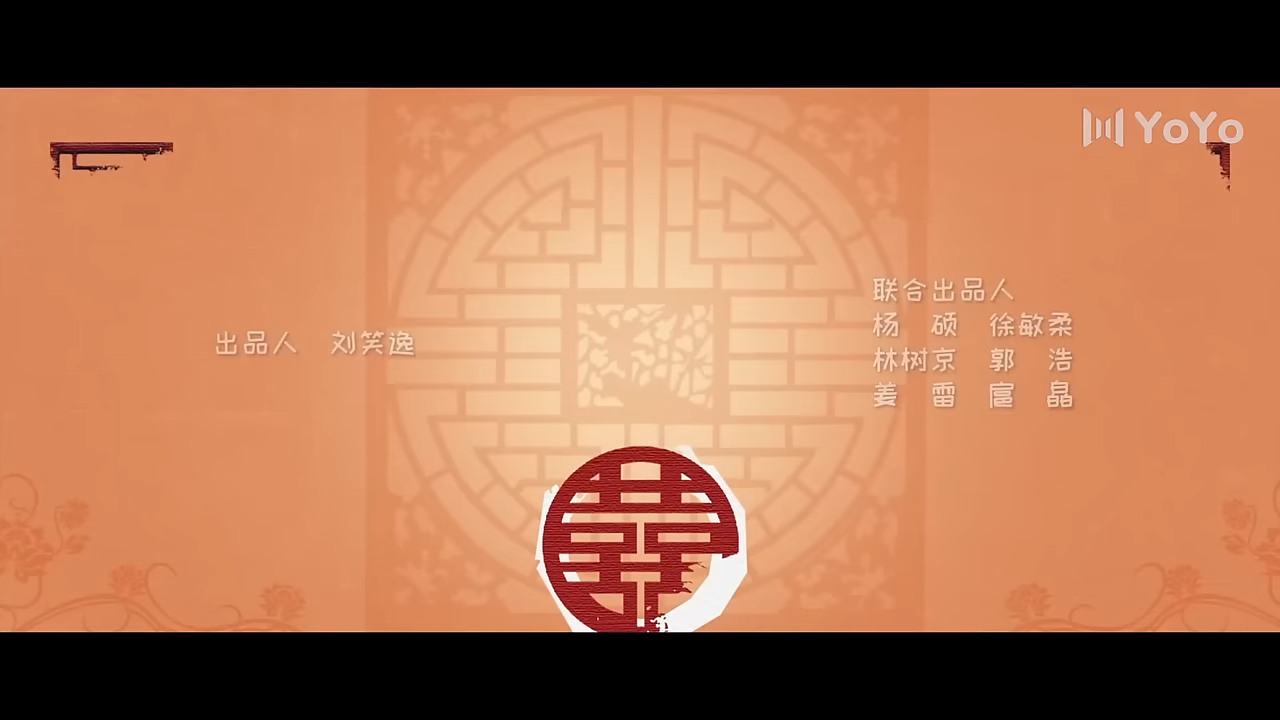 YoYo
出品人 刘笑逸
联合出品人
杨 硕 徐敏柔
林树京 郭 浩
姜 雷 扈 晶